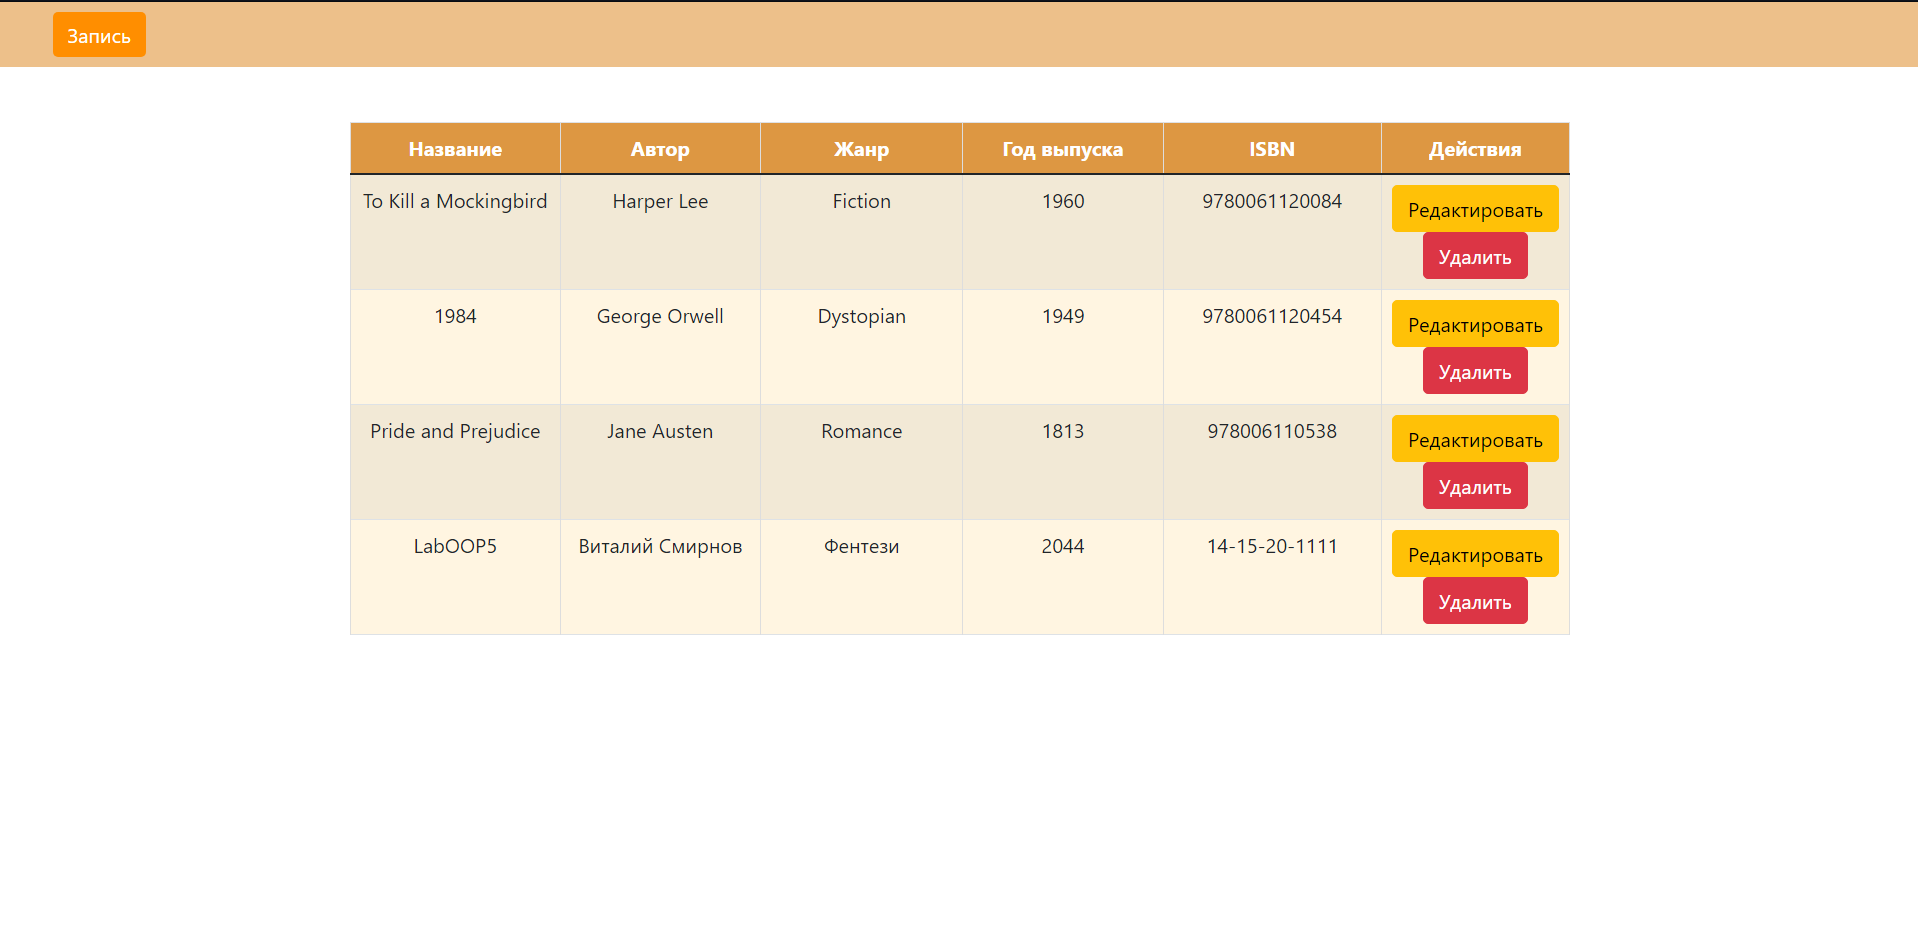 Запись
Название Автор Жанр Год выпуска ISBN Действия
To Kill a Mockingbird Harper Lee Fiction 1960 9780061120084 Редактировать
Удалить
1984 George Orwell Dystopian 1949 9780061120454 Редактировать
Удалить
Pride and Prejudice Jane Austen Romance 1813 978006110538 Редактировать
Удалить
LabOOP5 Виталий Смирнов Фентези 2044 14-15-20-1111 Редактировать
Удалить